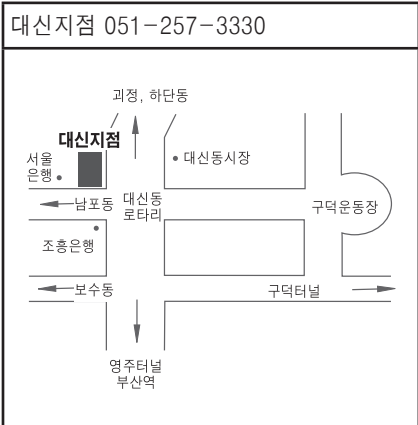 대신지점 051-257-3330
괴정, 하단동
대신지점
대신동시장
서울
은행
남포동
대신동
로타리
구덕운동장
조흥은행
보수동
구덕터널
영주터널
부산역